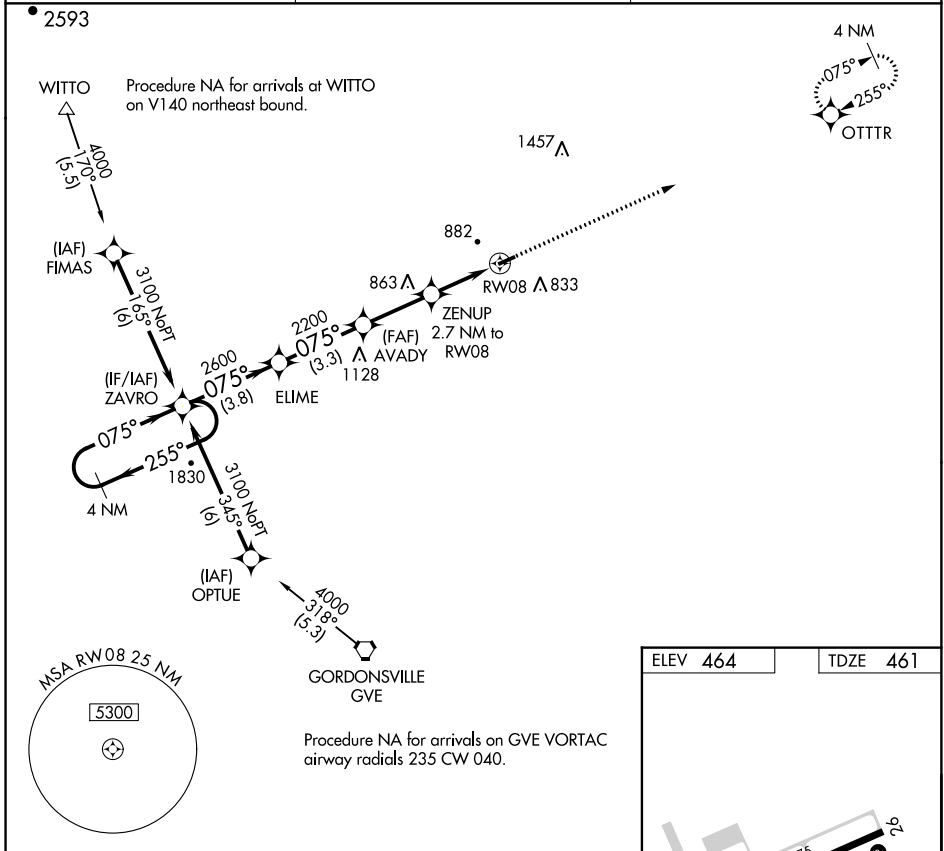 2593
4 NM
075°
255°
OTTTR
WITTO
Procedure NA for arrivals at WITTO
on V140 northeast bound.
4000
170°
(5.5)
1457
(IAF)
FIMAS
882
3100 NoPT
165°
(6)
863
RW08
833
ZENUP
2.7 NM to
RW08
2200
075°
(3.3)
(FAF)
AVADY
1128
2600
075°
(3.8)
ELIME
(IF/IAF)
ZAVRO
075°
255°
4 NM
1830
3100 NoPT
345°
(6)
(IAF)
OPTUE
4000
318°
(5.3)
GORDONSVILLE
GVE
MSA RW08 25 NM
5300
Procedure NA for arrivals on GVE VORTAC
airway radials 235 CW 040.
ELEV 464
TDZE 461
26